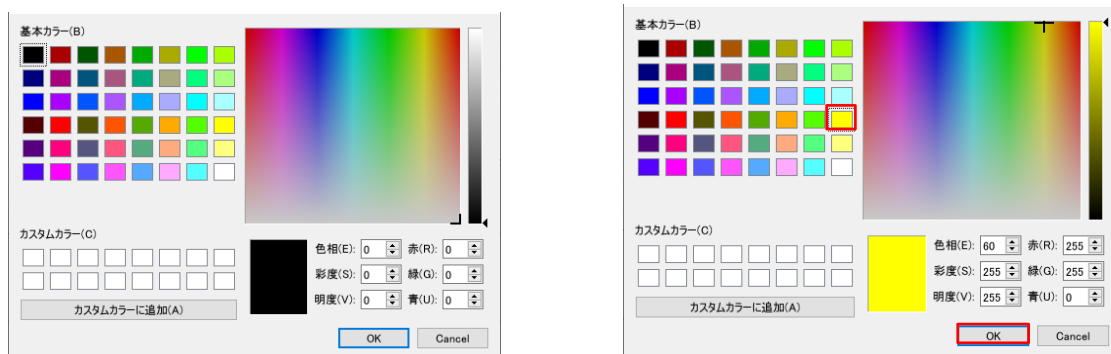 基本カラー(B)
カスタムカラー(C)
色相(E): 0 赤(R): 0
彩度(S): 0 緑(G): 0
明度(V): 0 青(U): 0
カスタムカラーに追加(A)
OK Cancel
基本カラー(B)
カスタムカラー(C)
色相(E): 60 赤(R): 255
彩度(S): 255 緑(G): 255
明度(V): 255 青(U): 0
カスタムカラーに追加(A)
OK Cancel